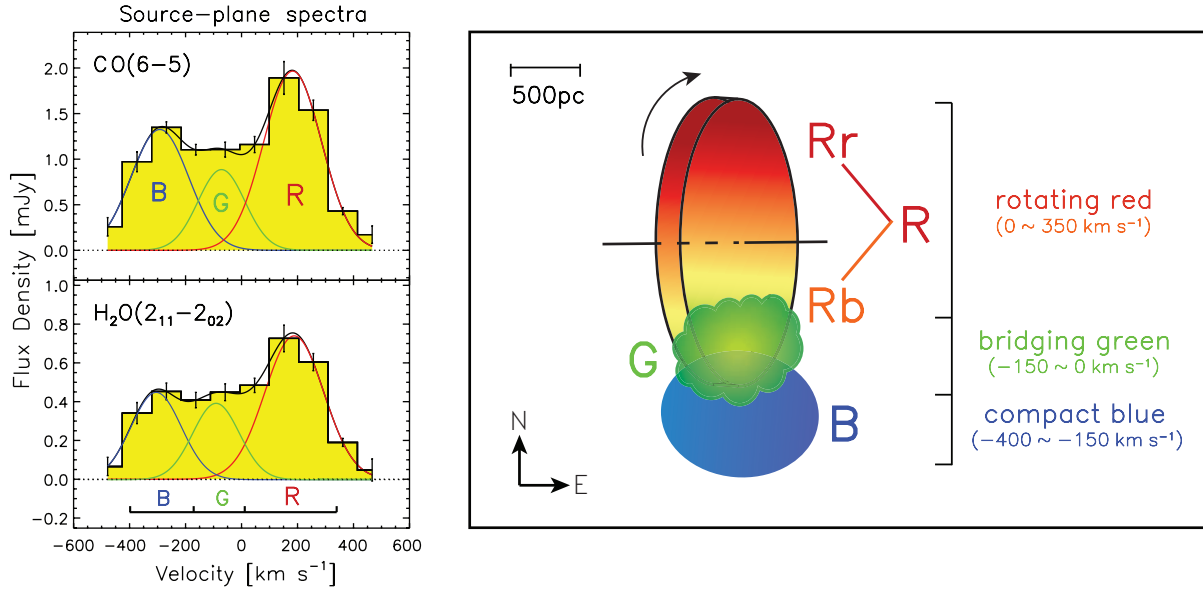 Source-plane spectra
CO(6-5)
2.0
1.5
1.0
0.5
0.0
B
G
R
H₂O(2₁₁-2₀₂)
1.0
0.8
0.6
0.4
0.2
0.0
-0.2
B
G
R
-600 -400 -200 0 200 400 600
Velocity [km s⁻¹]
Flux Density [mJy]
500pc
Rr
R
Rb
G
B
N
E
rotating red
(0 ~ 350 km s⁻¹)
bridging green
(-150 ~ 0 km s⁻¹)
compact blue
(-400 ~ -150 km s⁻¹)